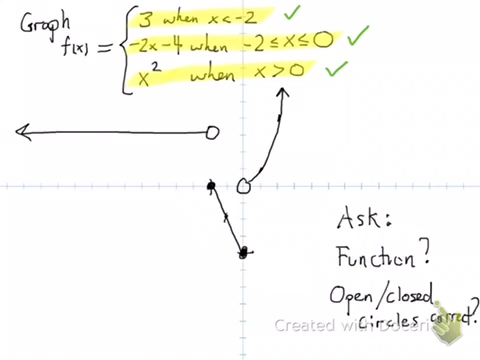 Graph
f(x) = { 3 when x < -2 ✓
-2x - 4 when -2 ≤ x ≤ 0 ✓
x² when x > 0 ✓
Ask:
Function?
Open/closed
circles correct?
Created with Doceri